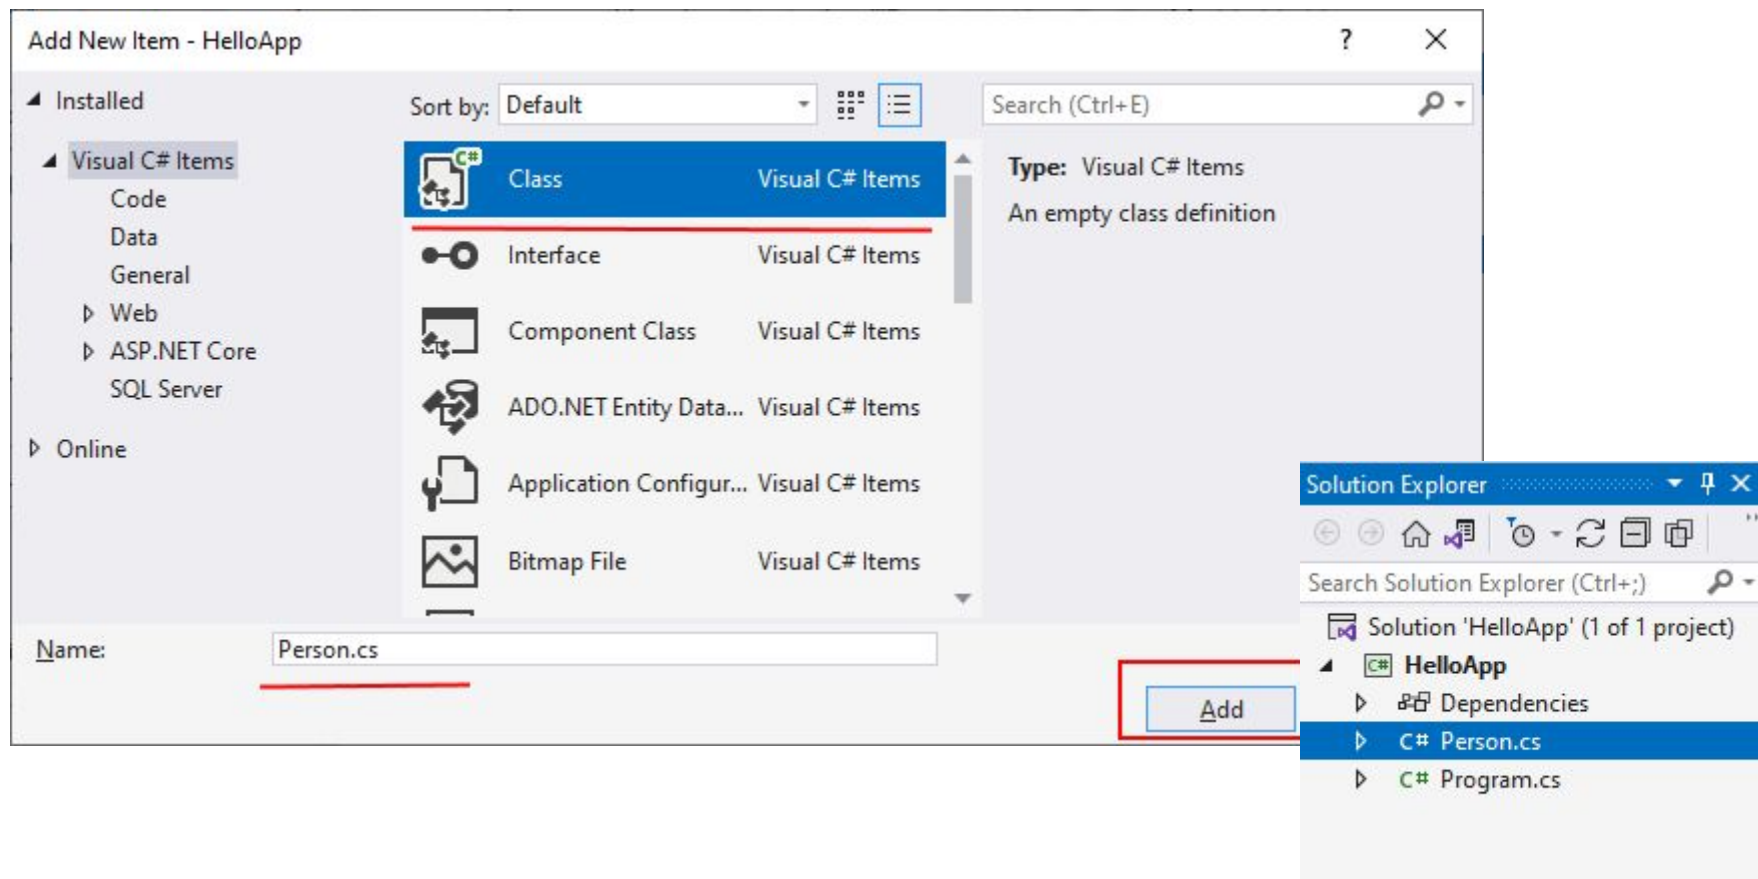 Add New Item - HelloApp
?
Installed
Sort by: Default
Search (Ctrl+E)
Visual C# Items
Code
Data
General
Web
ASP.NET Core
SQL Server
Online
C#
Class Visual C# Items
Interface Visual C# Items
Component Class Visual C# Items
ADO.NET Entity Data... Visual C# Items
Application Configur... Visual C# Items
Bitmap File Visual C# Items
Type: Visual C# Items
An empty class definition
Name: Person.cs
Add
Solution Explorer
Search Solution Explorer (Ctrl+;)
Solution 'HelloApp' (1 of 1 project)
C# HelloApp
Dependencies
C# Person.cs
C# Program.cs